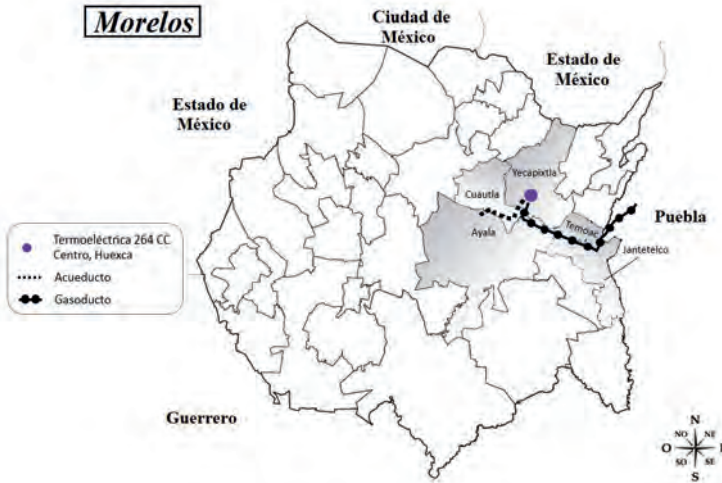 Morelos
Ciudad de
México
Estado de
México
Estado de
México
Yecapixtla
Cuautla
Puebla
Temoac
Ayala
Jantetelco
Termoeléctrica 264 CC.
Centro, Huexca
Acueducto
Gasoducto
Guerrero
N
NO
NE
O
E
SO
SE
S